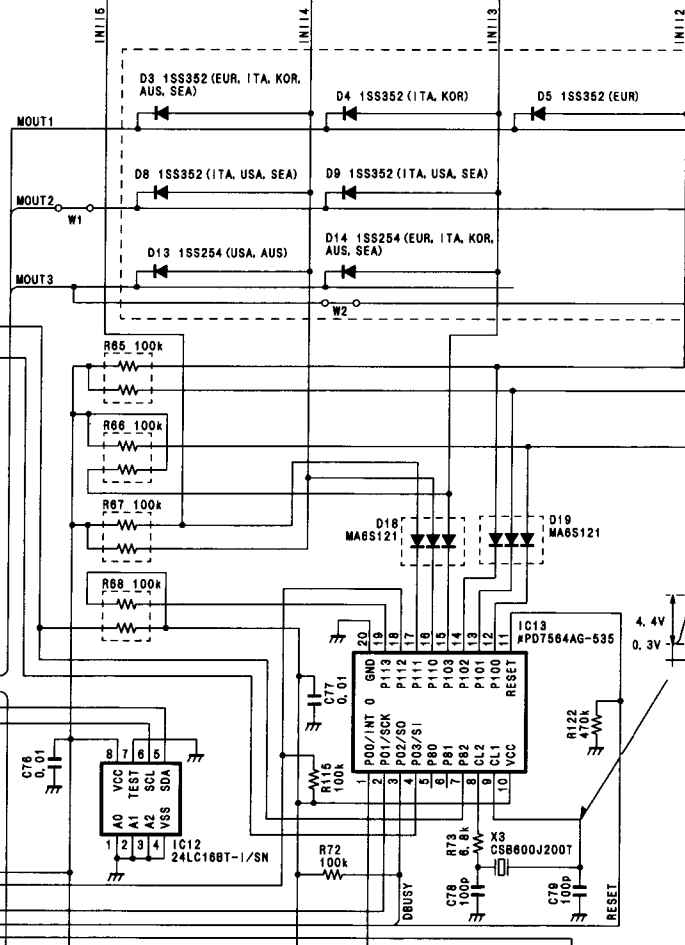 INI15
INI14
INI13
INI12
D3 1SS352(EUR, ITA, KOR,
AUS, SEA)
D4 1SS352(ITA, KOR)
D5 1SS352(EUR)
MOUT1
D8 1SS352(ITA, USA, SEA)
D9 1SS352(ITA, USA, SEA)
MOUT2
W1
D13 1SS254(USA, AUS)
D14 1SS254(EUR, ITA, KOR,
AUS, SEA)
MOUT3
W2
R65 100k
R66 100k
R67 100k
R68 100k
D18
MA6S121
D19
MA6S121
IC13
μPD7564AG-535
4.4V
0.3V
20 19 18 17 16 15 14 13 12 11
GND P113 P112 P111 P110 P103 P102 P101 P100 RESET
P00/INT 0 P01/SCK P02/SO P03/SI P80 P81 P82 CL2 CL1 VCC
1 2 3 4 5 6 7 8 9 10
C77
0.01
R122
470k
C76
0.01
8 7 6 5
VCC TEST SCL SDA
A0 A1 A2 VSS
1 2 3 4
IC12
24LC16BT-I/SN
R115
100k
R72
100k
R73
6.8k
X3
CSB600J200T
C78
100p
C79
100p
DBUSY
RESET